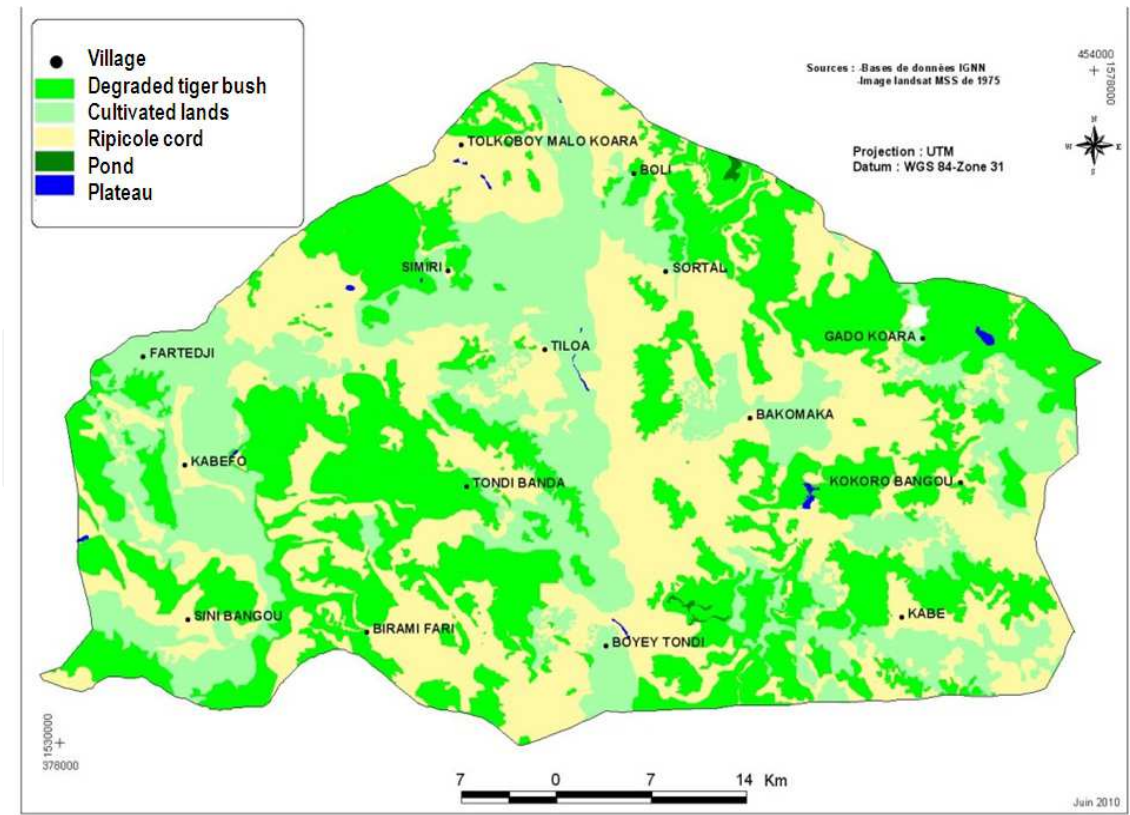 Village
Degraded tiger bush
Cultivated lands
Ripicole cord
Pond
Plateau
Sources : -Bases de données IGNN
-Image landsat MSS de 1975
454000
1578000
Projection : UTM
Datum : WGS 84-Zone 31
N
W E
S
TOLKOBOY MALO KOARA
BOLI
SIMIRI
SORTAL
GADO KOARA
FARTEDJI
TILOA
BAKOMAKA
KABEFO
TONDI BANDA
KOKORO BANGOU
SINI BANGOU
BIRAMI FARI
BOYEY TONDI
KABE
1530000
378000
7 0 7 14 Km
Juin 2010